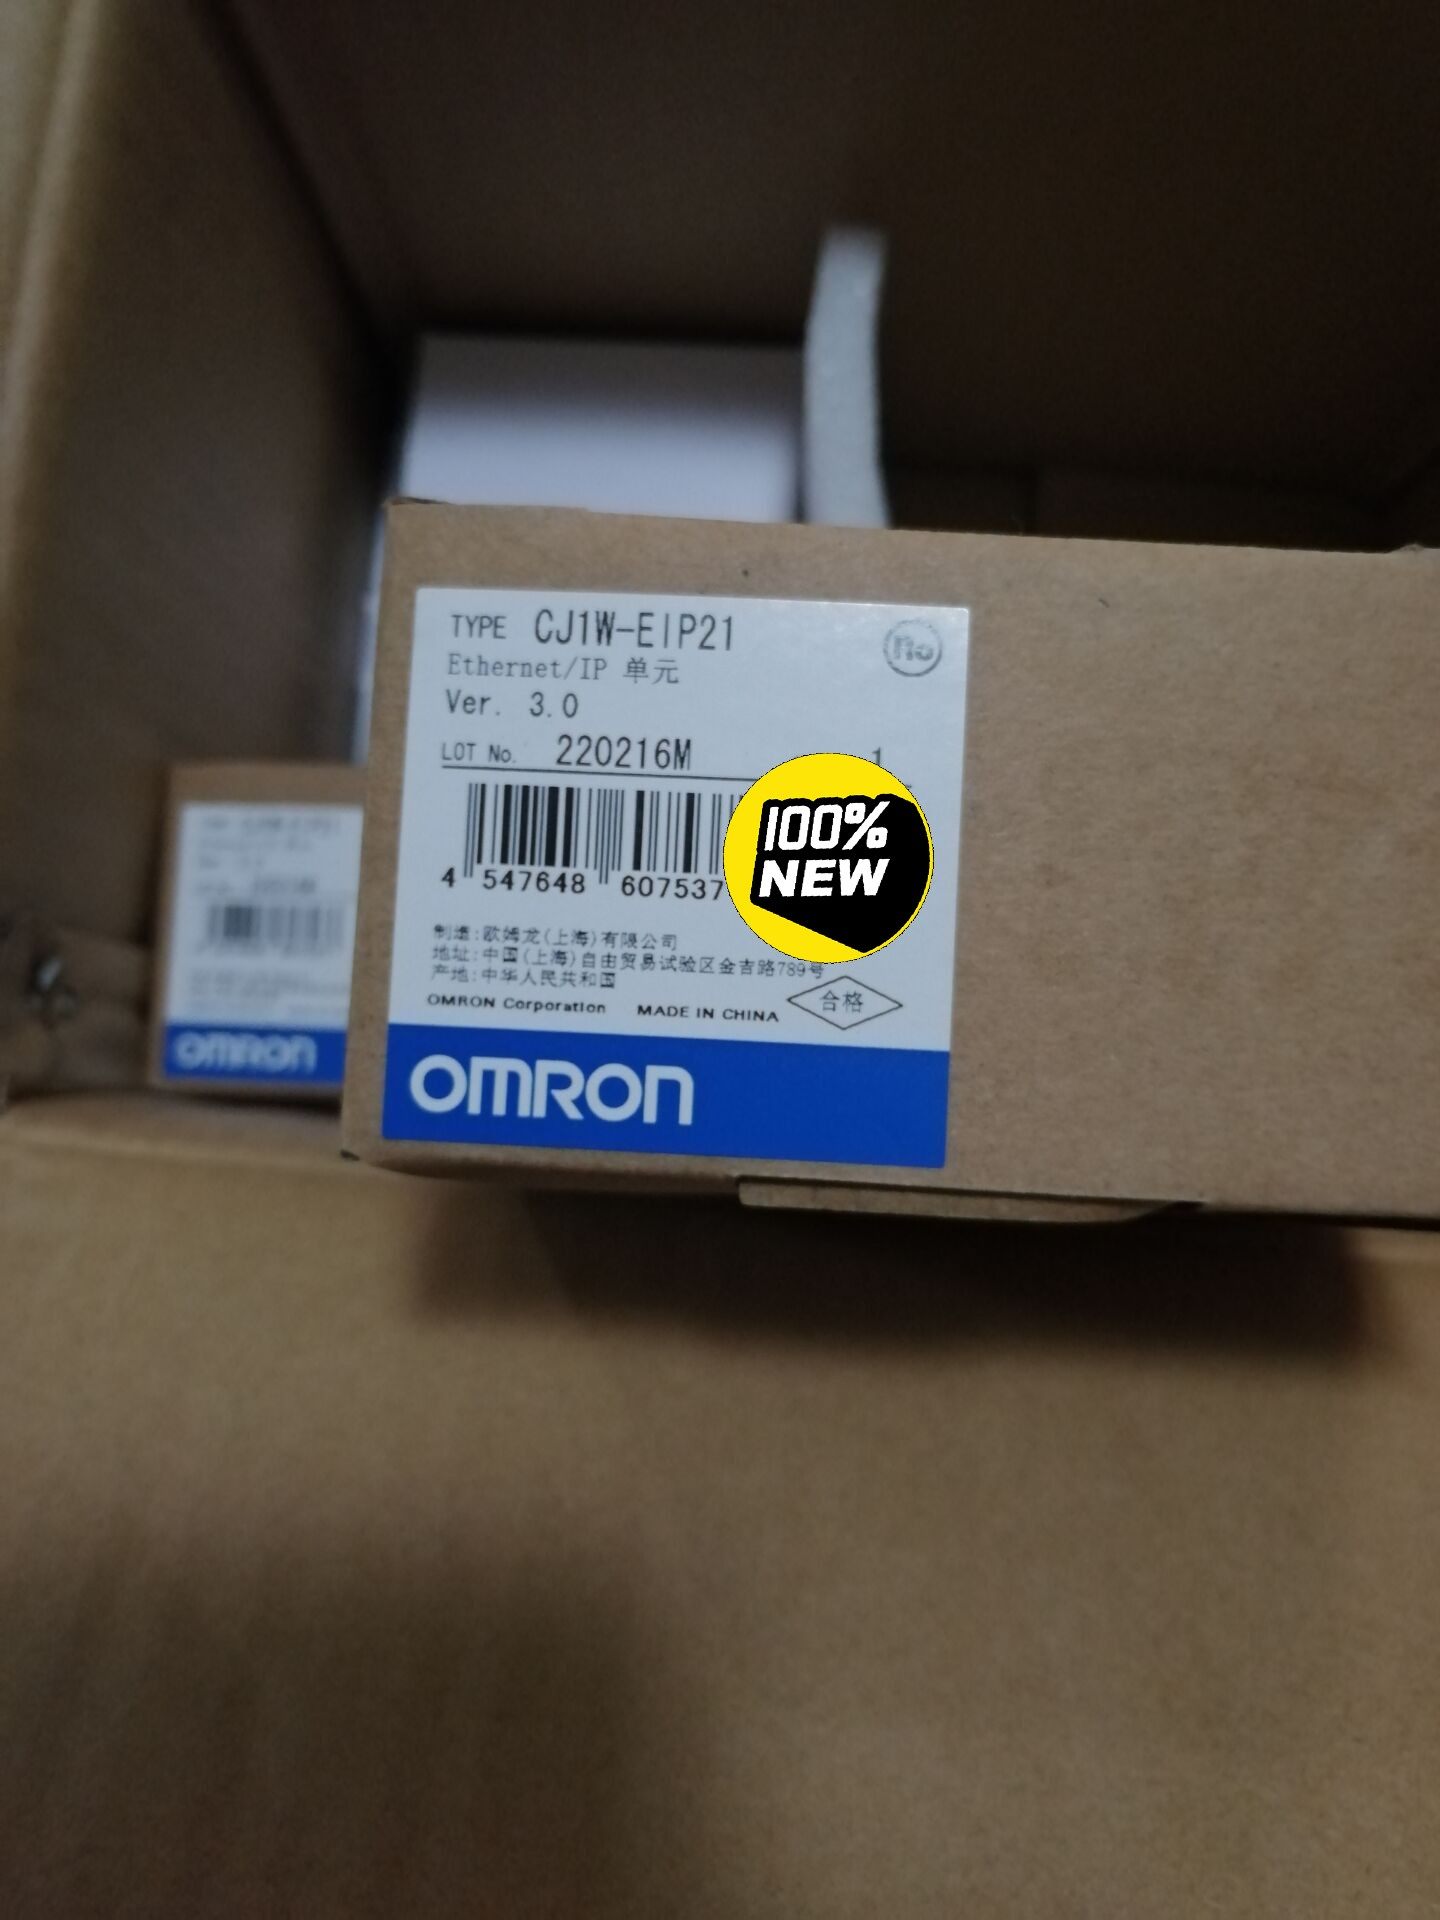 TYPE CJ1W-EIP21
Ethernet/IP 单元
Ver. 3.0
LOT No. 220216M 1
4 547648 607537
100%
NEW
制造:欧姆龙(上海)有限公司
地址:中国(上海)自由贸易试验区金吉路789号
产地:中华人民共和国
OMRON Corporation MADE IN CHINA
合格
OMRON
OMRON